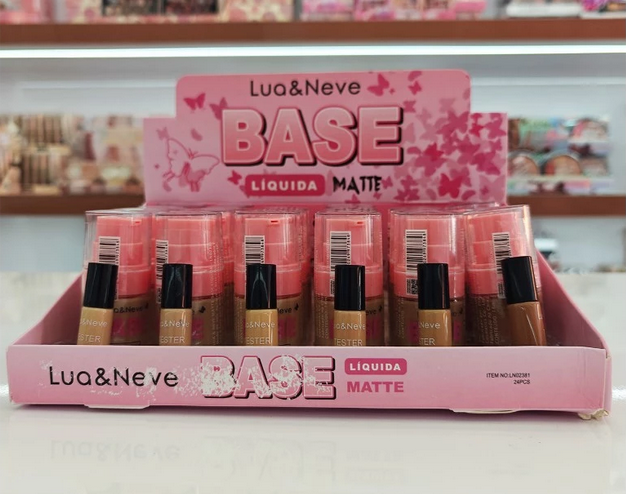 Lua&Neve
BASE
LÍQUIDA MATTE
Lua&Neve BASE LÍQUIDA MATTE
ITEM NO:LN02381
24PCS